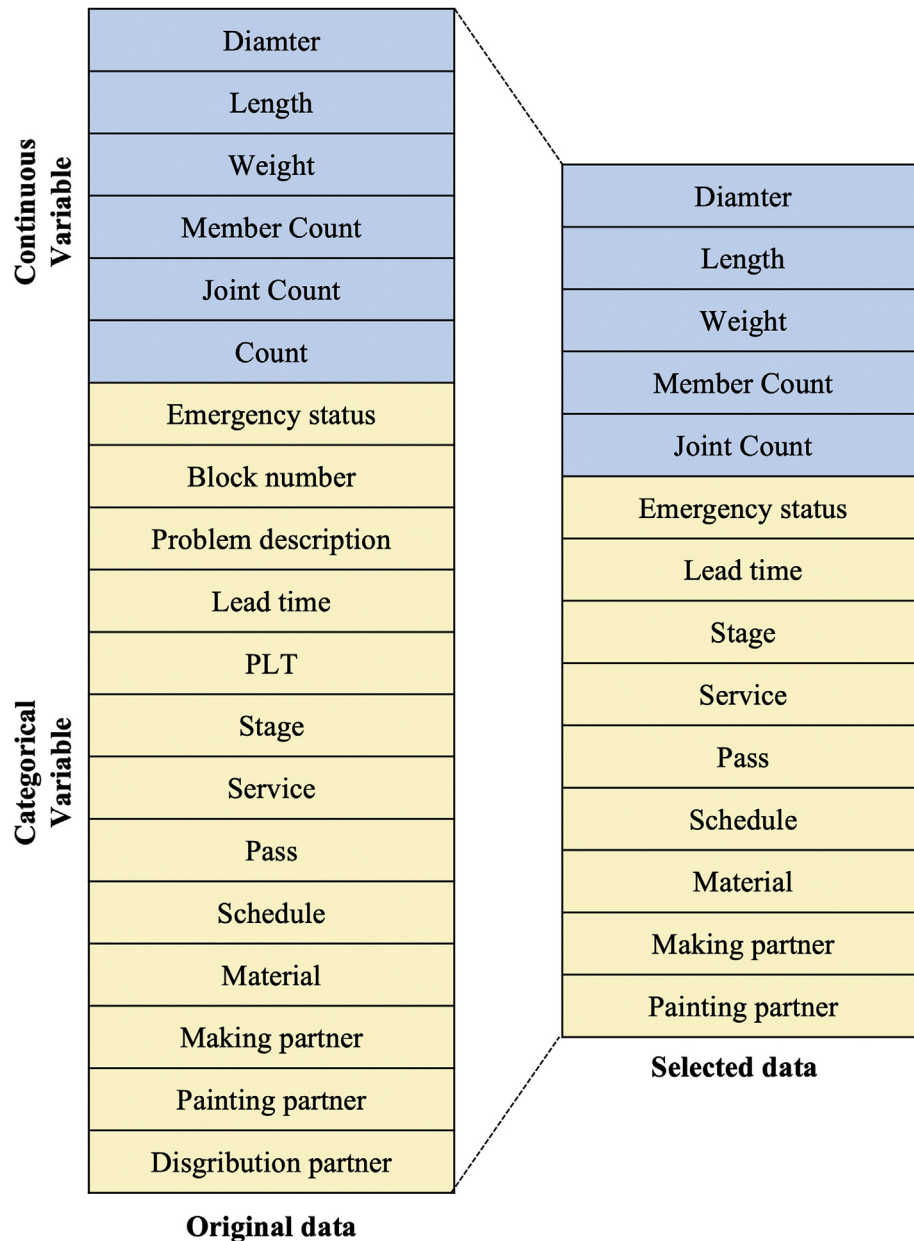 Continuous
Variable
Diamter
Length
Weight
Member Count
Joint Count
Count
Categorical
Variable
Emergency status
Block number
Problem description
Lead time
PLT
Stage
Service
Pass
Schedule
Material
Making partner
Painting partner
Disgribution partner
Original data
Diamter
Length
Weight
Member Count
Joint Count
Emergency status
Lead time
Stage
Service
Pass
Schedule
Material
Making partner
Painting partner
Selected data